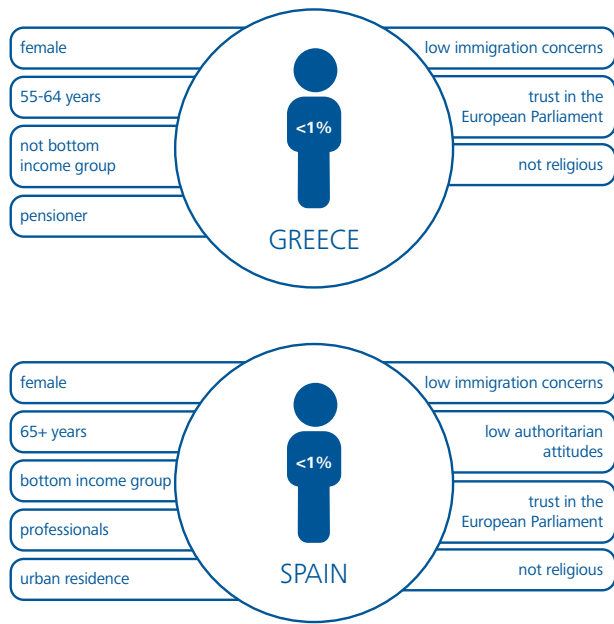 female
55-64 years
not bottom
income group
pensioner
<1%
GREECE
low immigration concerns
trust in the
European Parliament
not religious
female
65+ years
bottom income group
professionals
urban residence
<1%
SPAIN
low immigration concerns
low authoritarian
attitudes
trust in the
European Parliament
not religious